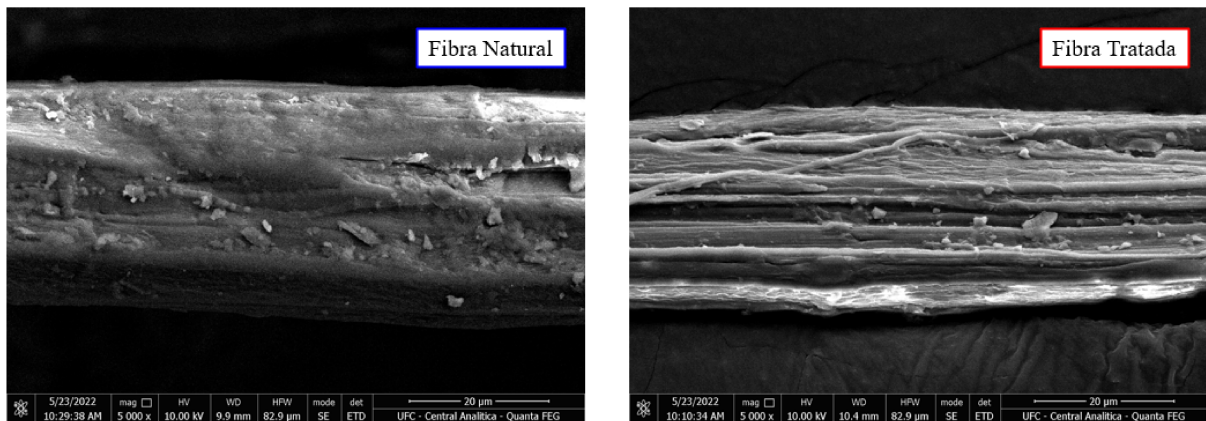 Fibra Natural
5/23/2022 mag HV WD HFW mode det 20 µm
10:29:38 AM 5 000 x 10.00 kV 9.9 mm 82.9 µm SE ETD UFC - Central Analitica - Quanta FEG
Fibra Tratada
5/23/2022 mag HV WD HFW mode det 20 µm
10:10:34 AM 5 000 x 10.00 kV 10.4 mm 82.9 µm SE ETD UFC - Central Analitica - Quanta FEG